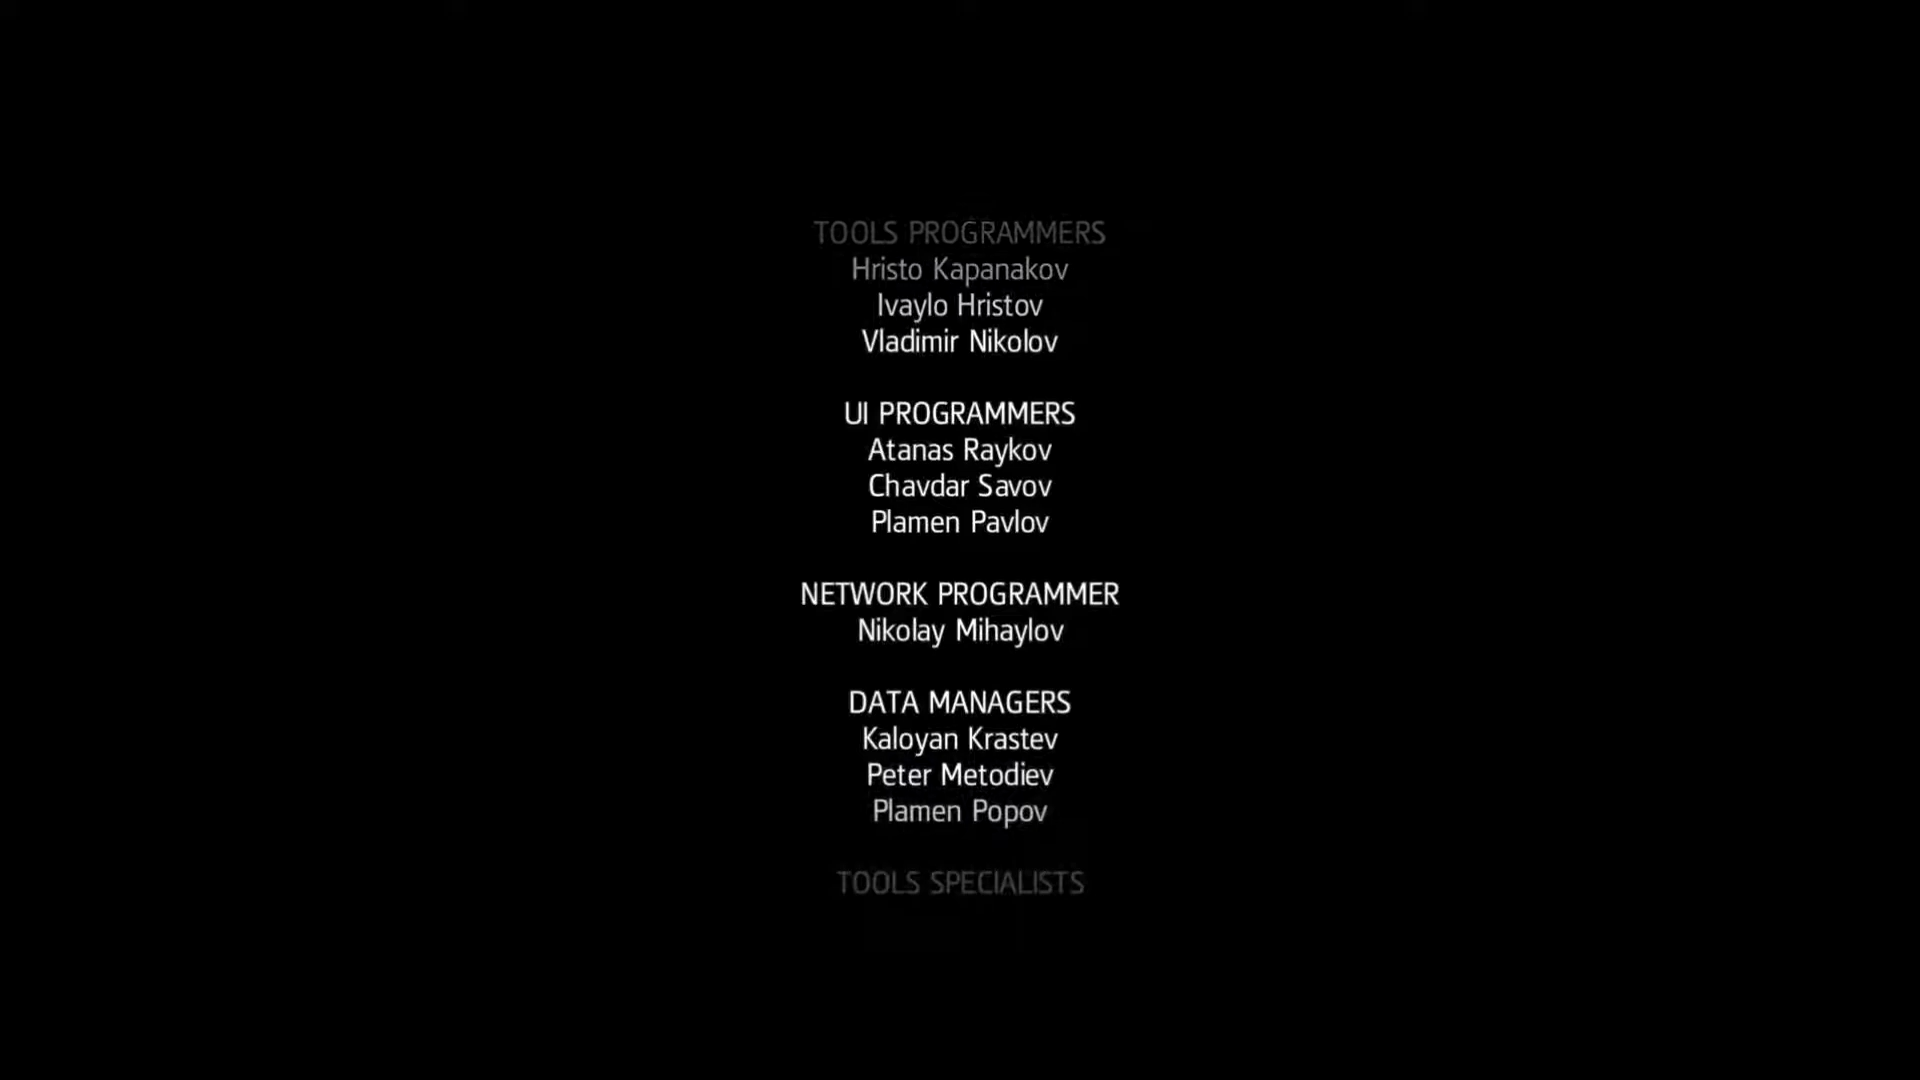 TOOLS PROGRAMMERS
Hristo Kapanakov
Ivaylo Hristov
Vladimir Nikolov
UI PROGRAMMERS
Atanas Raykov
Chavdar Savov
Plamen Pavlov
NETWORK PROGRAMMER
Nikolay Mihaylov
DATA MANAGERS
Kaloyan Krastev
Peter Metodiev
Plamen Popov
TOOLS SPECIALISTS